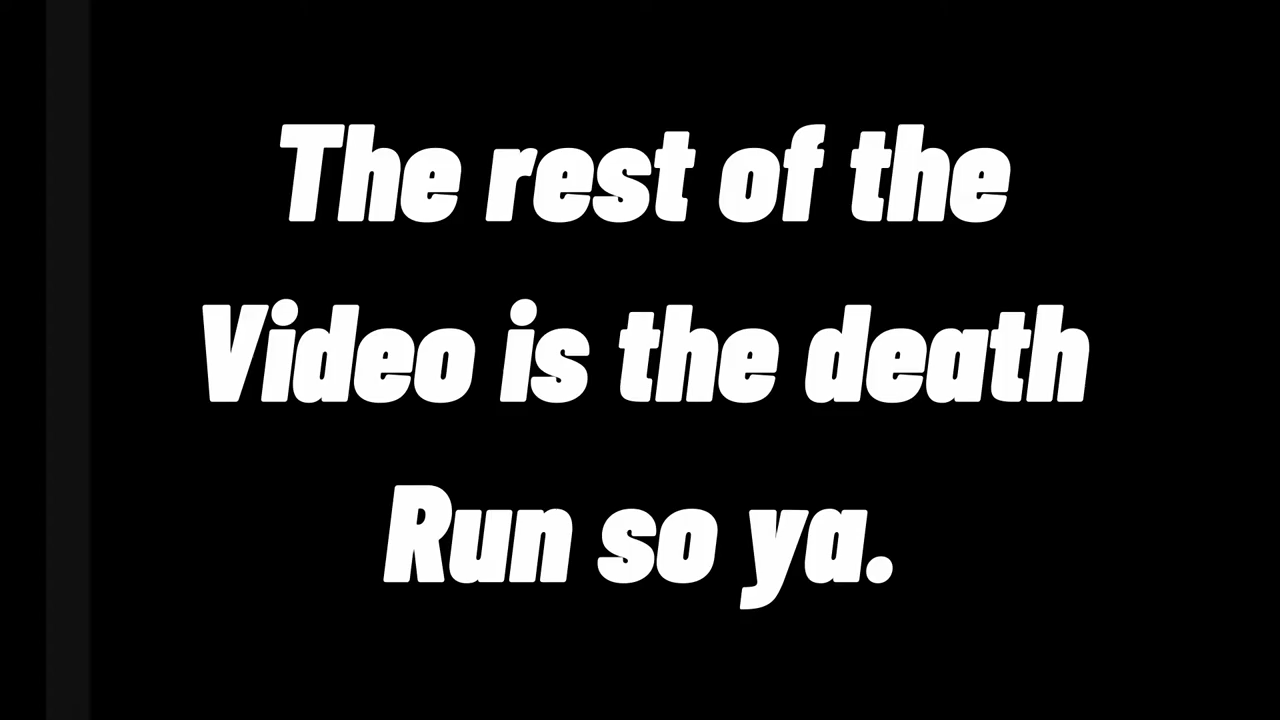 The rest of the
Video is the death
Run so ya.